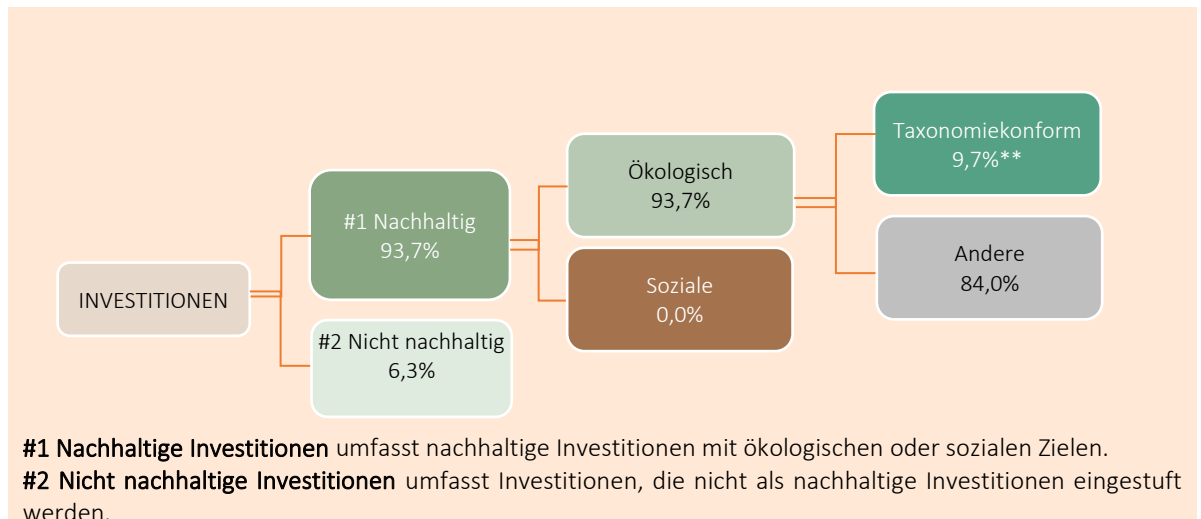 INVESTITIONEN
#1 Nachhaltig
93,7%
#2 Nicht nachhaltig
6,3%
Ökologisch
93,7%
Soziale
0,0%
Taxonomiekonform
9,7%**
Andere
84,0%
#1 Nachhaltige Investitionen umfasst nachhaltige Investitionen mit ökologischen oder sozialen Zielen.
#2 Nicht nachhaltige Investitionen umfasst Investitionen, die nicht als nachhaltige Investitionen eingestuft
werden.